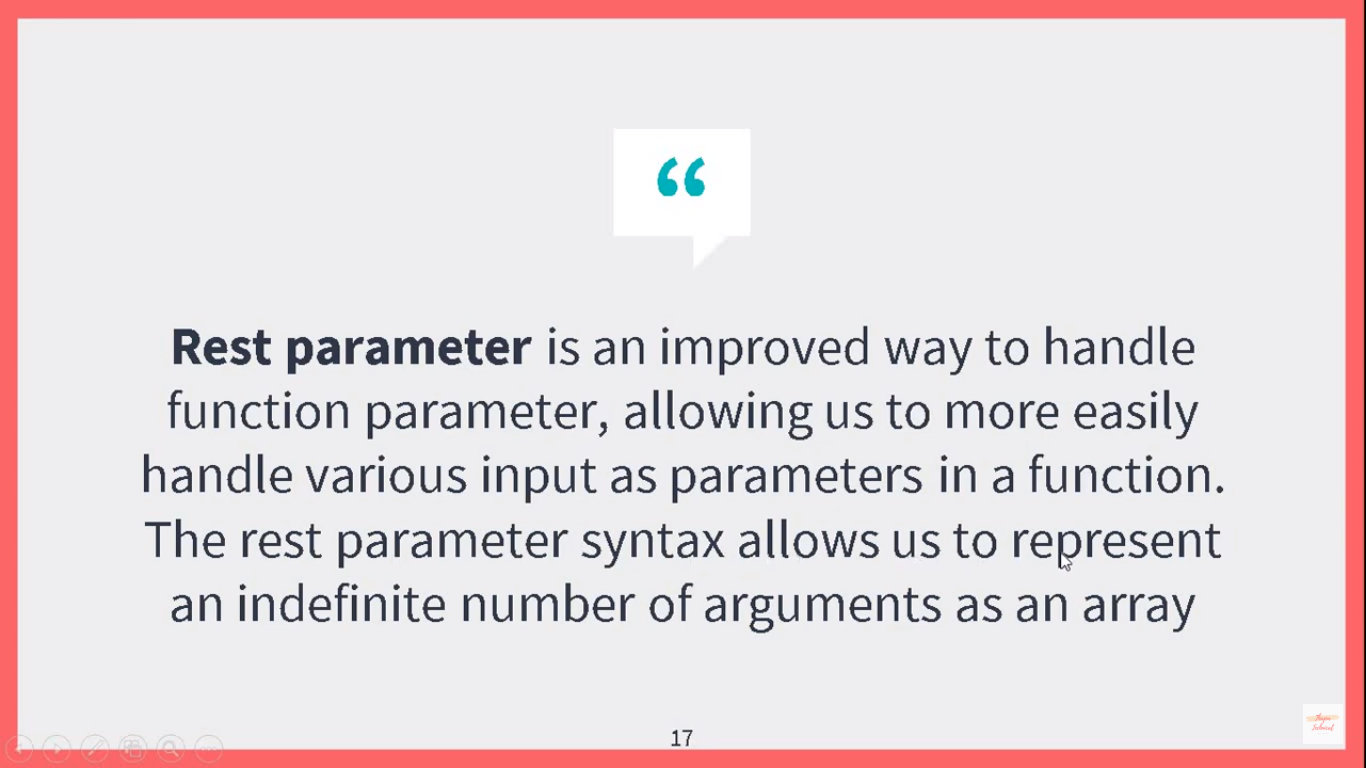 “
Rest parameter is an improved way to handle
function parameter, allowing us to more easily
handle various input as parameters in a function.
The rest parameter syntax allows us to represent
an indefinite number of arguments as an array
17
Technical